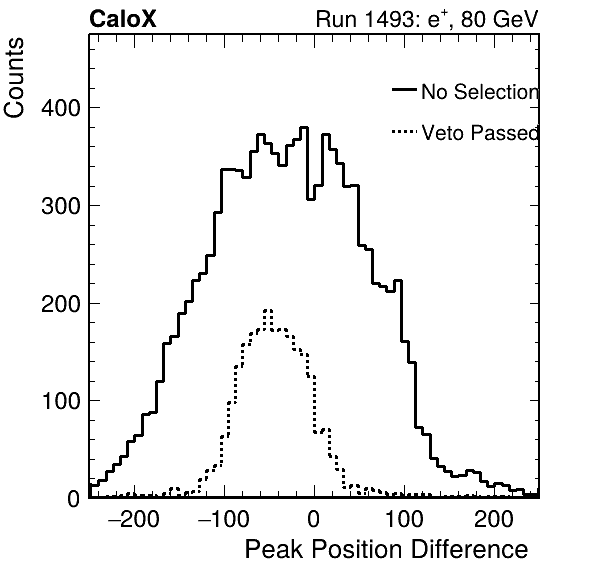 CaloX Run 1493: e⁺, 80 GeV
Counts
No Selection
Veto Passed
400
300
200
100
0
−200 −100 0 100 200
Peak Position Difference